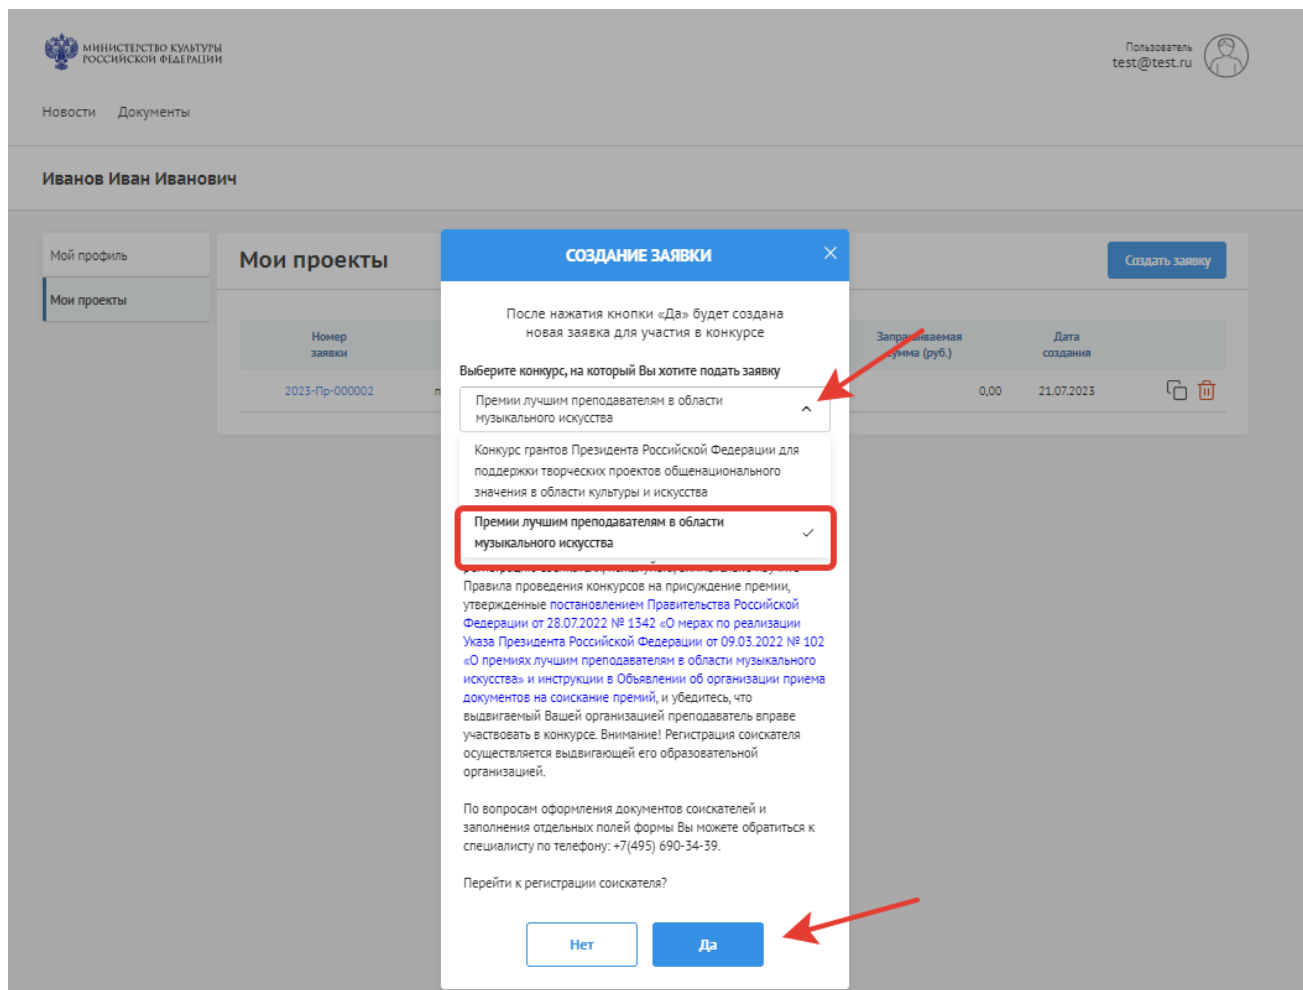 МИНИСТЕРСТВО КУЛЬТУРЫ
РОССИЙСКОЙ ФЕДЕРАЦИИ
Пользователь
test@test.ru
Новости Документы
Иванов Иван Иванович
Мой профиль
Мои проекты
Мои проекты
Создать заявку
Номер
заявки
Запрашиваемая
сумма (руб.)
Дата
создания
2023-Пр-000002
0,00
21.07.2023
СОЗДАНИЕ ЗАЯВКИ
После нажатия кнопки «Да» будет создана
новая заявка для участия в конкурсе
Выберите конкурс, на который Вы хотите подать заявку
Премии лучшим преподавателям в области
музыкального искусства
Конкурс грантов Президента Российской Федерации для
поддержки творческих проектов общенационального
значения в области культуры и искусства
Премии лучшим преподавателям в области
музыкального искусства
Правила проведения конкурсов на присуждение премии,
утвержденные постановлением Правительства Российской
Федерации от 28.07.2022 № 1342 «О мерах по реализации
Указа Президента Российской Федерации от 09.03.2022 № 102
«О премиях лучшим преподавателям в области музыкального
искусства» и инструкции в Объявлении об организации приема
документов на соискание премий, и убедитесь, что
выдвигаемый Вашей организацией преподаватель вправе
участвовать в конкурсе. Внимание! Регистрация соискателя
осуществляется выдвигающей его образовательной
организацией.
По вопросам оформления документов соискателей и
заполнения отдельных полей формы Вы можете обратиться к
специалисту по телефону: +7(495) 690-34-39.
Перейти к регистрации соискателя?
Нет
Да